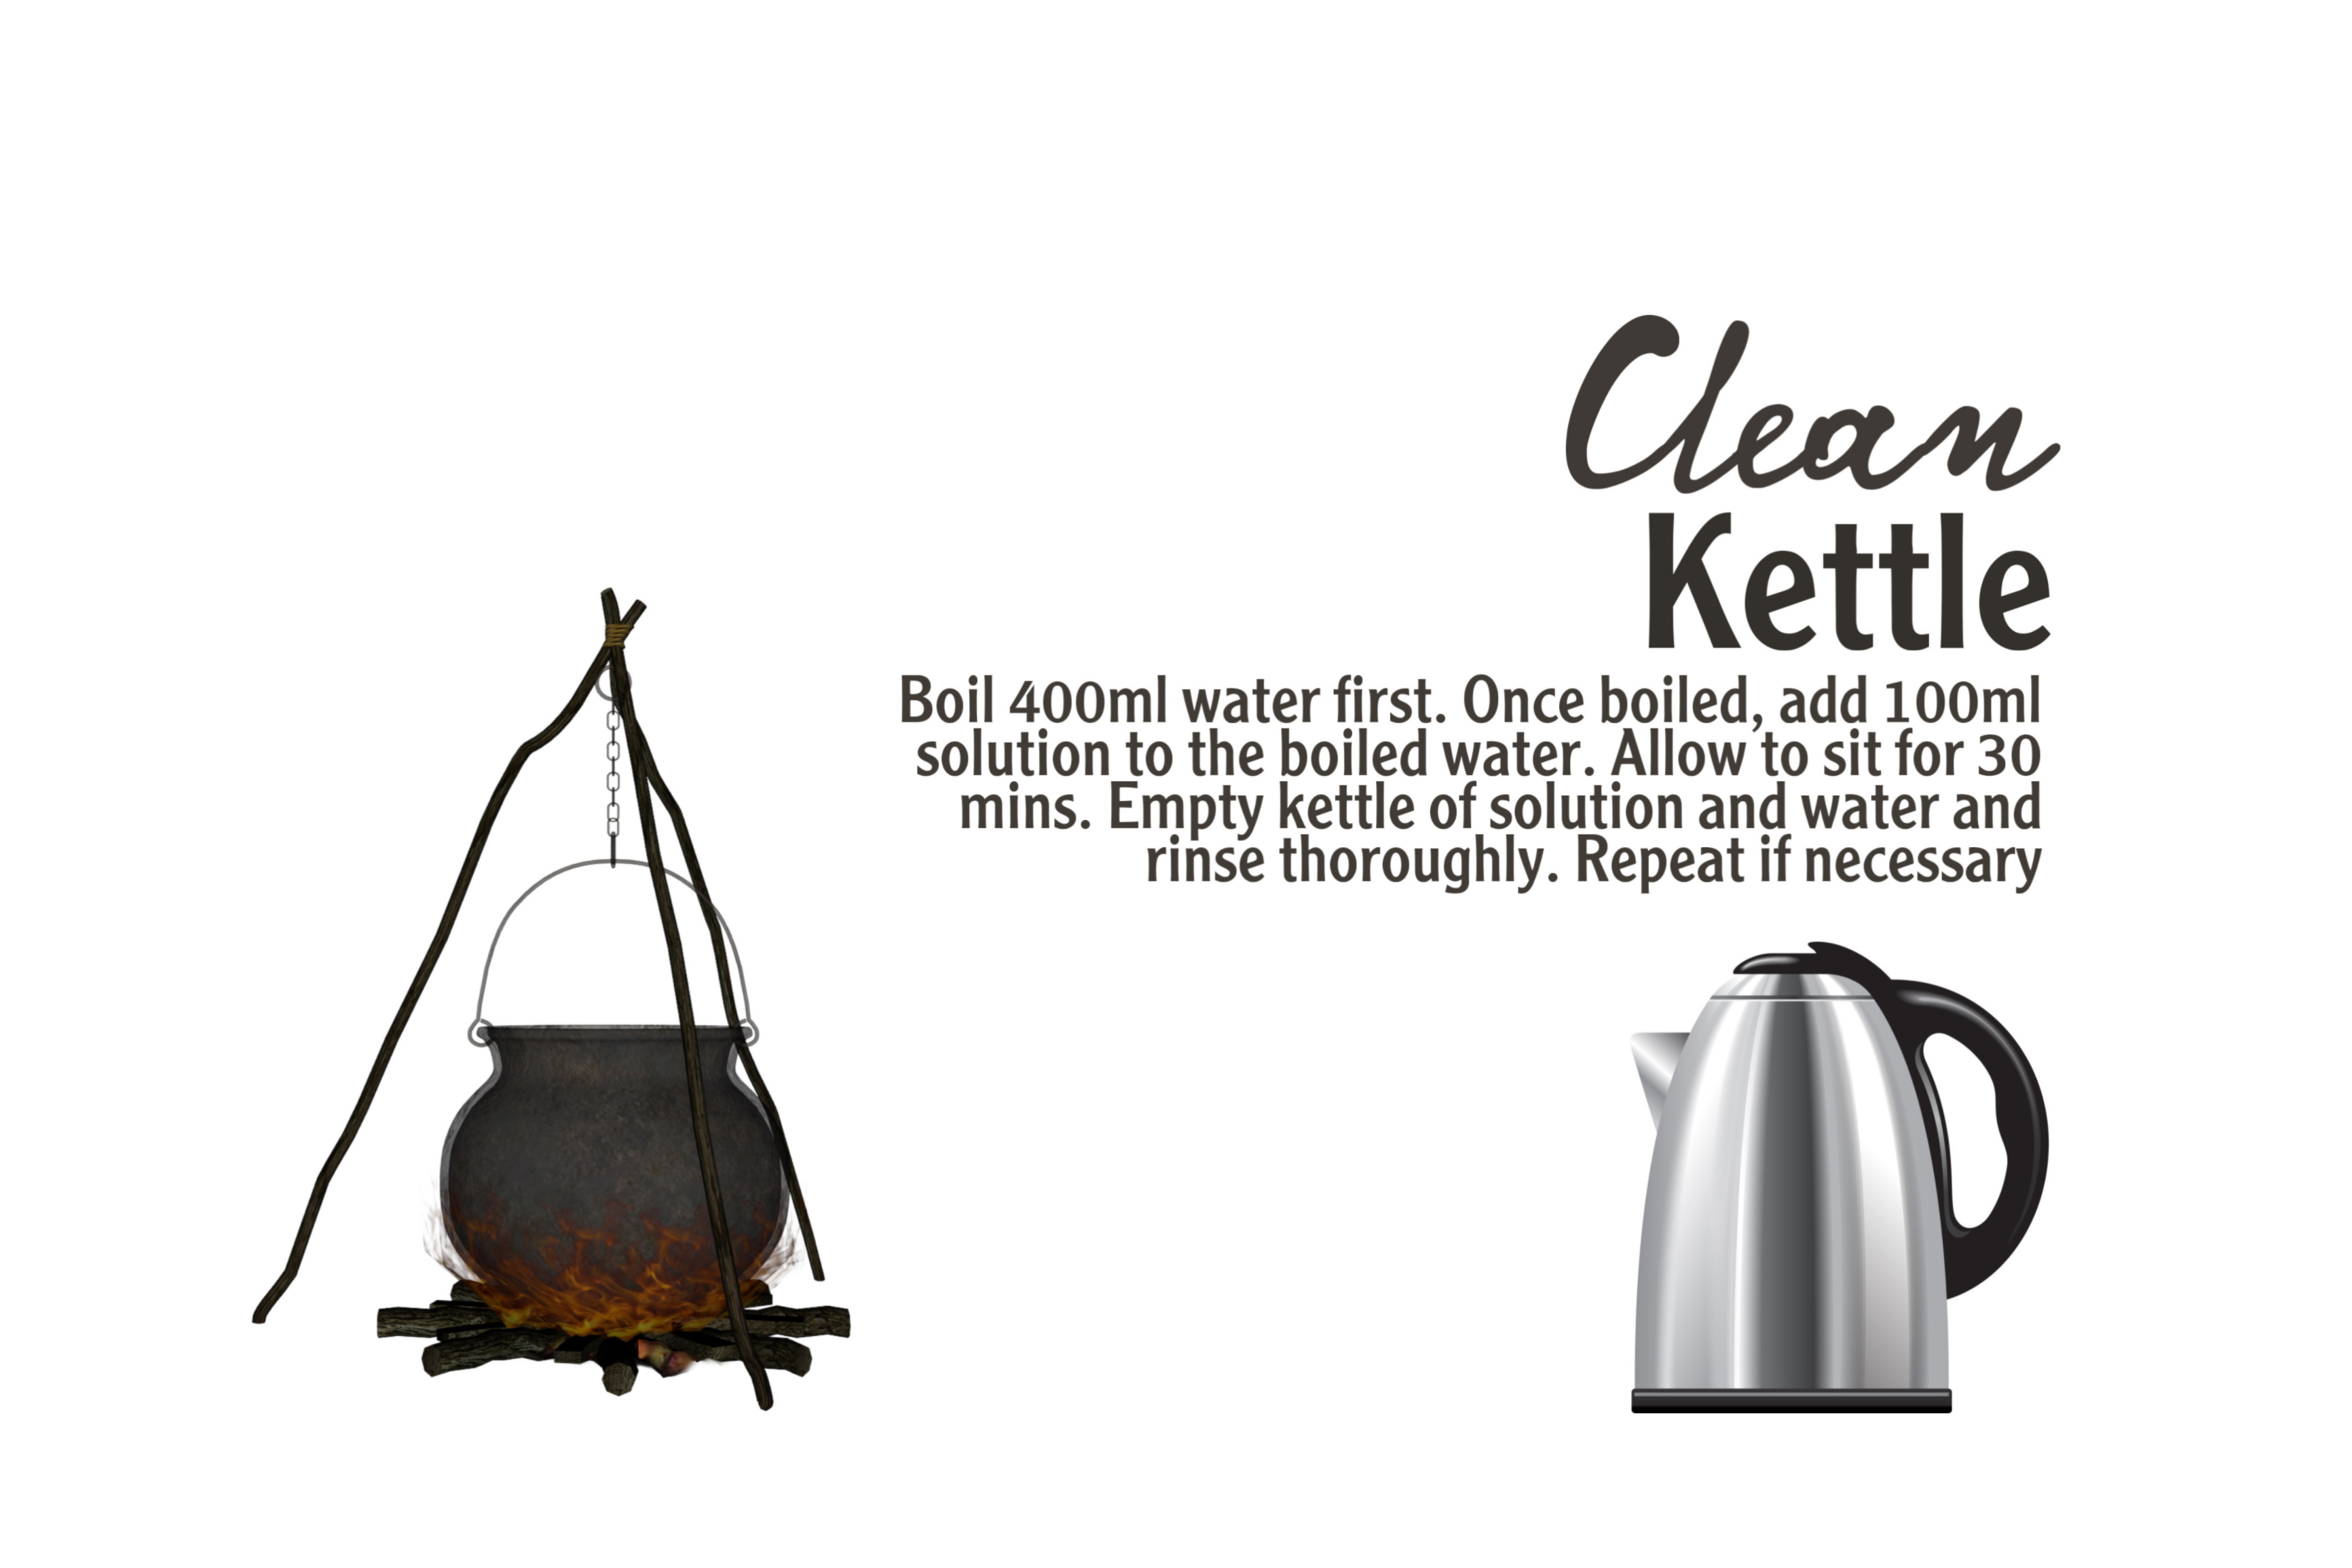 Clean
Kettle
Boil 400ml water first. Once boiled, add 100ml
solution to the boiled water. Allow to sit for 30
mins. Empty kettle of solution and water and
rinse thoroughly. Repeat if necessary